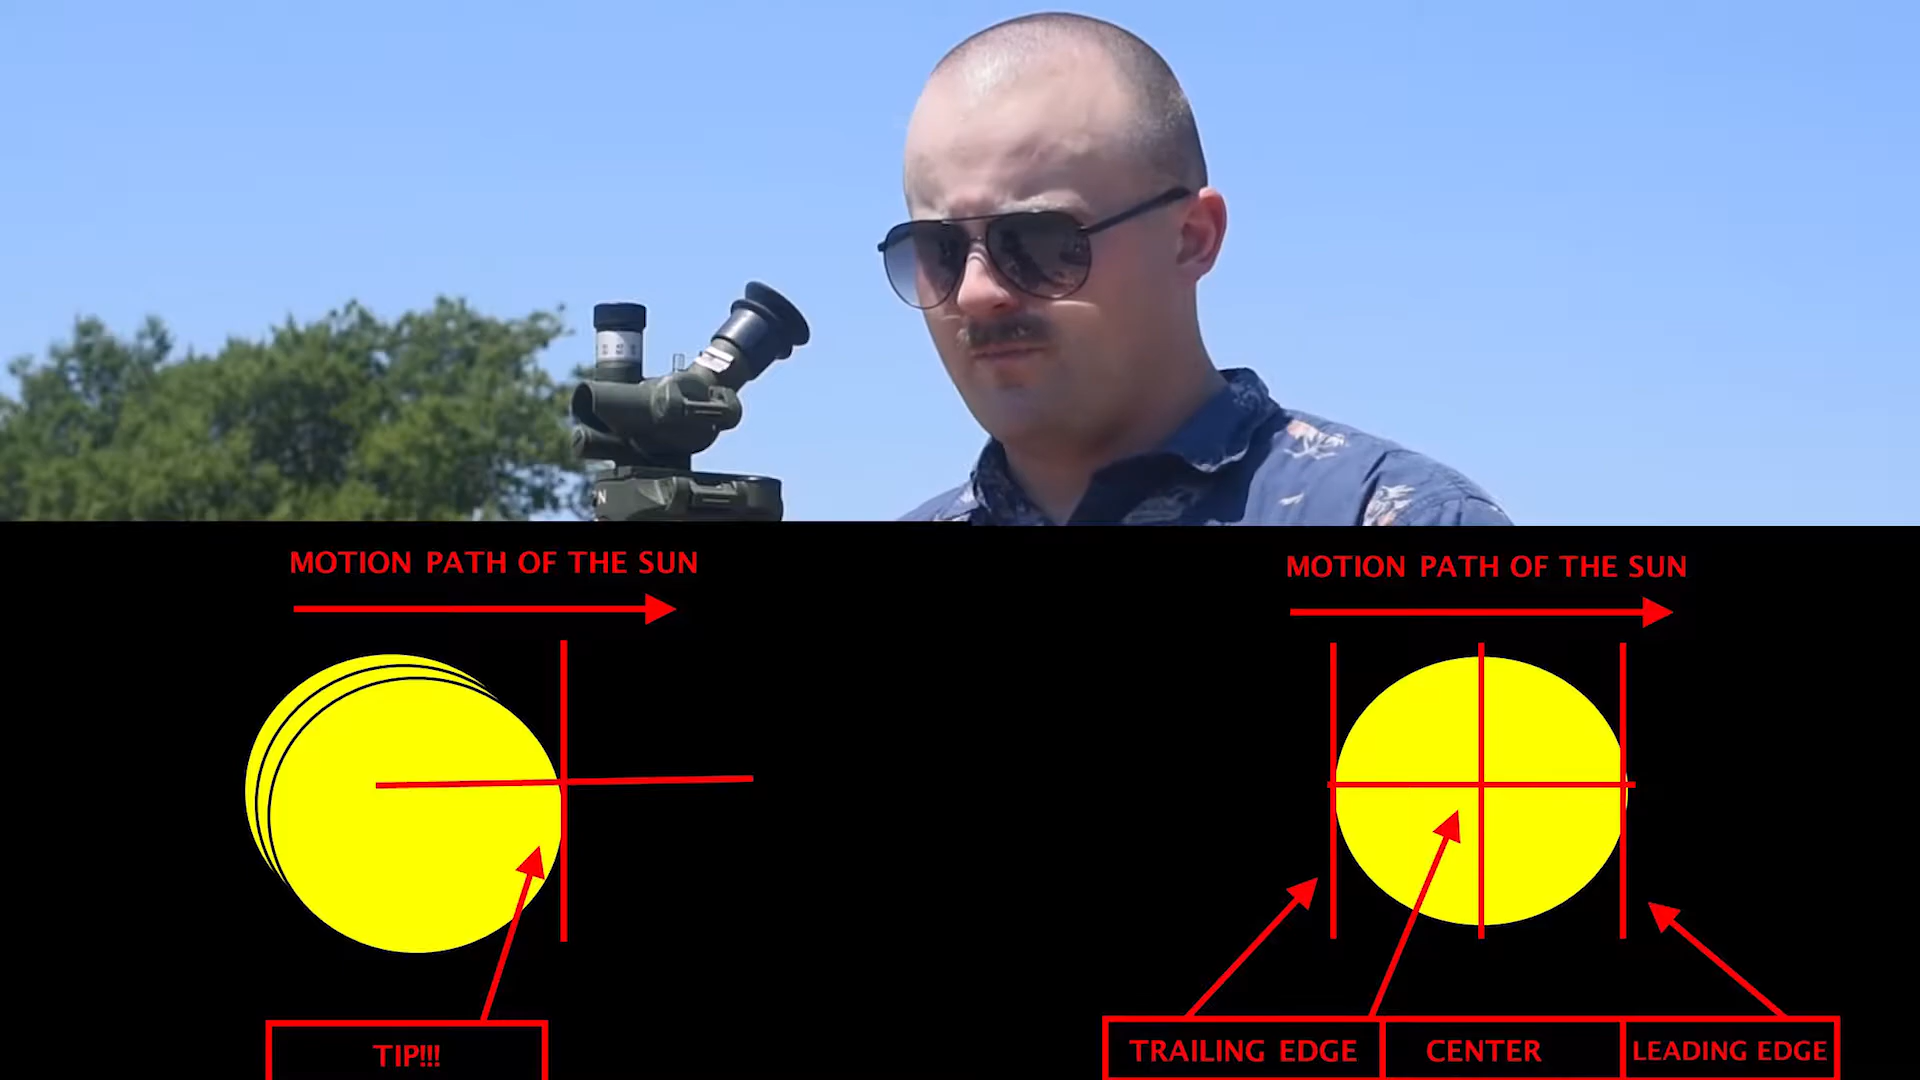 N
MOTION PATH OF THE SUN
MOTION PATH OF THE SUN
TIP!!!
TRAILING EDGE
CENTER
LEADING EDGE